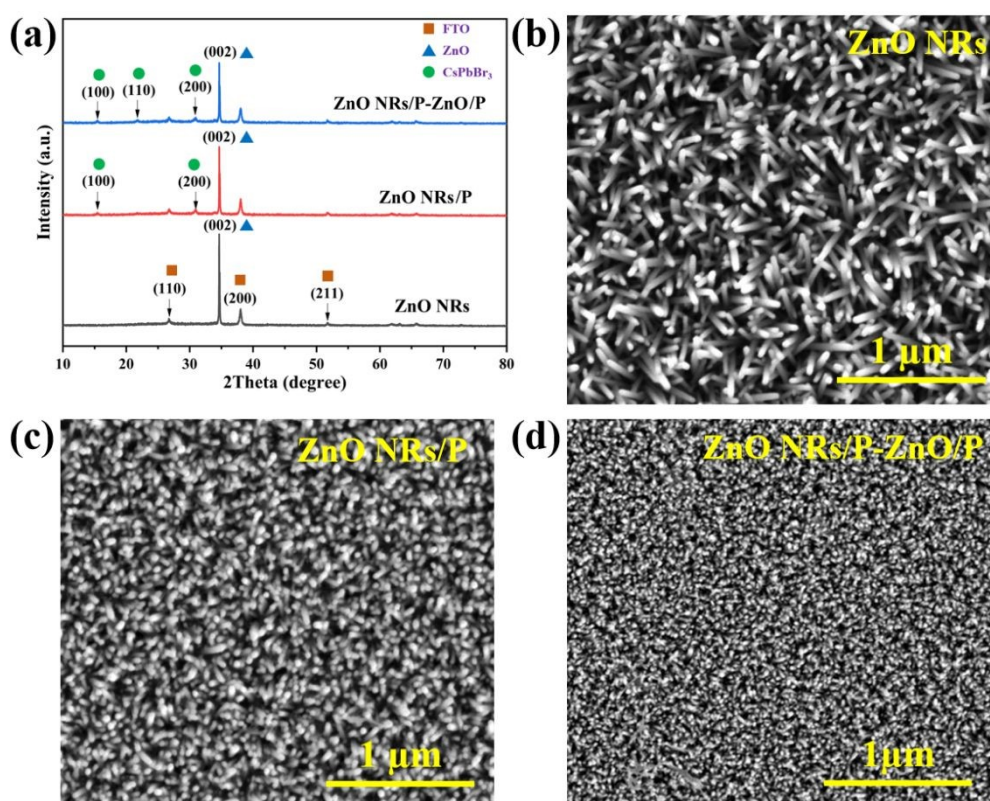 (a)
FTO
ZnO
CsPbBr₃
(002)
(100)
(110)
(200)
ZnO NRs/P-ZnO/P
(002)
(100)
(200)
ZnO NRs/P
(002)
(110)
(200)
(211)
ZnO NRs
Intensity (a.u.)
10 20 30 40 50 60 70 80
2Theta (degree)
(b)
ZnO NRs
1 μm
(c)
ZnO NRs/P
1 μm
(d)
ZnO NRs/P-ZnO/P
1μm